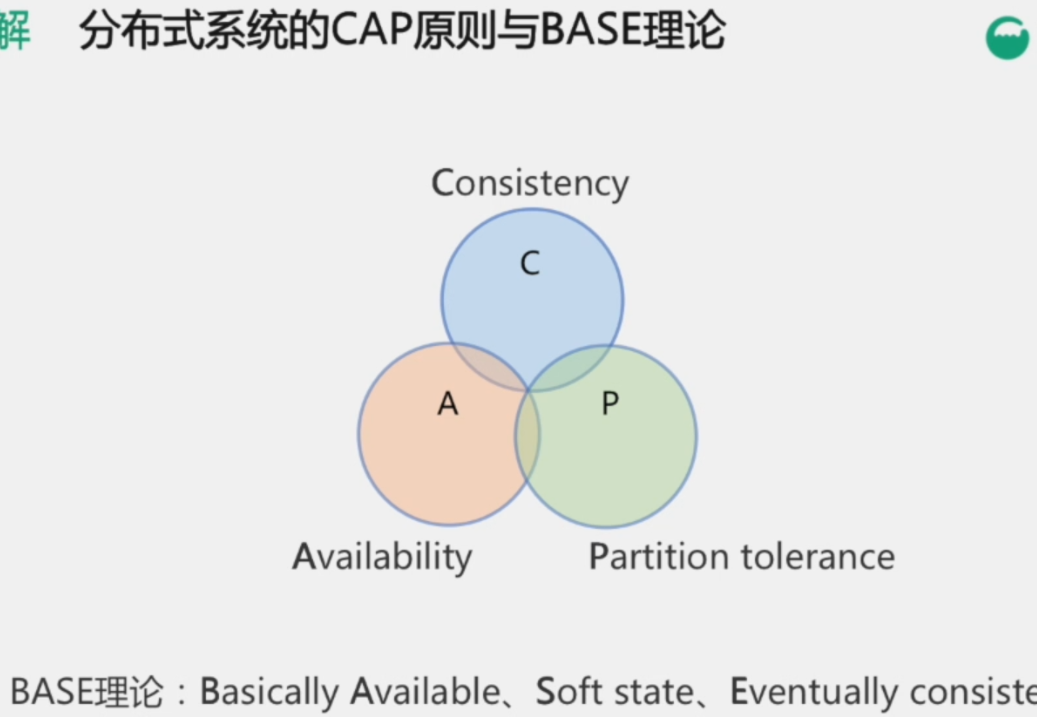 解 分布式系统的CAP原则与BASE理论
Consistency
C
A P
Availability Partition tolerance
BASE理论：Basically Available、Soft state、Eventually consiste